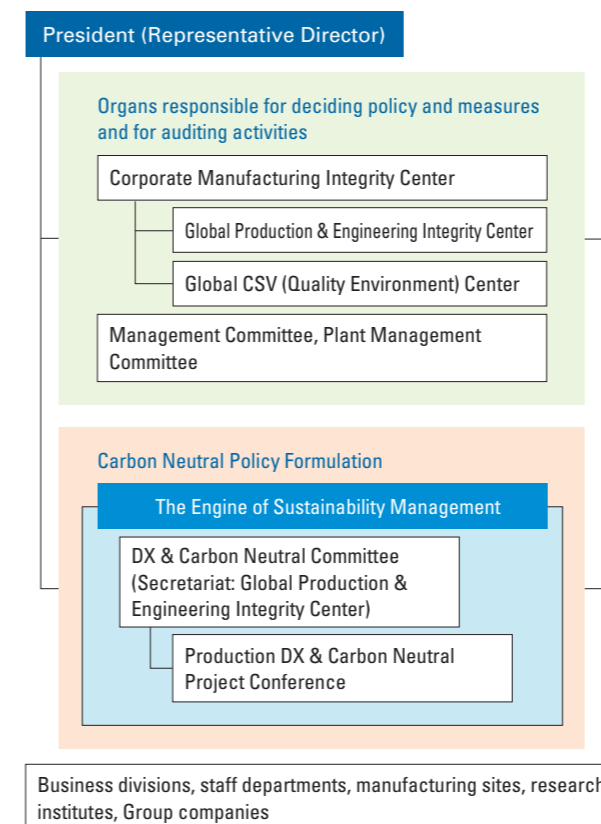 President (Representative Director)
Organs responsible for deciding policy and measures
and for auditing activities
Corporate Manufacturing Integrity Center
Global Production & Engineering Integrity Center
Global CSV (Quality Environment) Center
Management Committee, Plant Management
Committee
Carbon Neutral Policy Formulation
The Engine of Sustainability Management
DX & Carbon Neutral Committee
(Secretariat: Global Production &
Engineering Integrity Center)
Production DX & Carbon Neutral
Project Conference
Business divisions, staff departments, manufacturing sites, research
institutes, Group companies